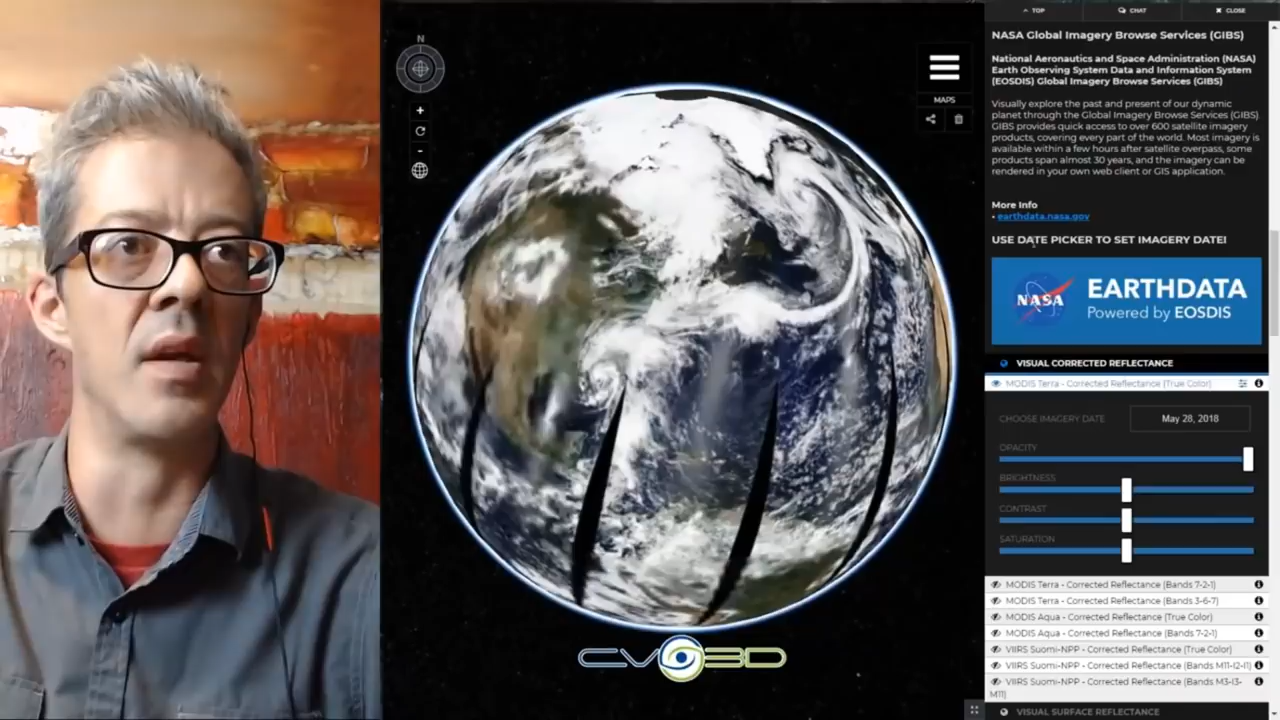 N
+
-
MAPS
TOP
CHAT
CLOSE
NASA Global Imagery Browse Services (GIBS)
National Aeronautics and Space Administration (NASA)
Earth Observing System Data and Information System
(EOSDIS) Global Imagery Browse Services (GIBS)
Visually explore the past and present of our dynamic
planet through the Global Imagery Browse Services (GIBS)
GIBS provides quick access to over 600 satellite imagery
products, covering every part of the world. Most imagery is
available within a few hours after satellite overpass, some
products span almost 30 years, and the imagery can be
rendered in your own web client or GIS application.
More Info
• earthdata.nasa.gov
USE DATE PICKER TO SET IMAGERY DATE!
NASA
EARTHDATA
Powered by EOSDIS
VISUAL CORRECTED REFLECTANCE
MODIS Terra - Corrected Reflectance (True Color)
CHOOSE IMAGERY DATE
May 28, 2018
OPACITY
BRIGHTNESS
CONTRAST
SATURATION
MODIS Terra - Corrected Reflectance (Bands 7-2-1)
MODIS Terra - Corrected Reflectance (Bands 3-6-7)
MODIS Aqua - Corrected Reflectance (True Color)
MODIS Aqua - Corrected Reflectance (Bands 7-2-1)
VIIRS Suomi-NPP - Corrected Reflectance (True Color)
VIIRS Suomi-NPP - Corrected Reflectance (Bands M11-I2-I1)
VIIRS Suomi-NPP - Corrected Reflectance (Bands M3-I3-
M11)
VISUAL SURFACE REFLECTANCE
CV3D